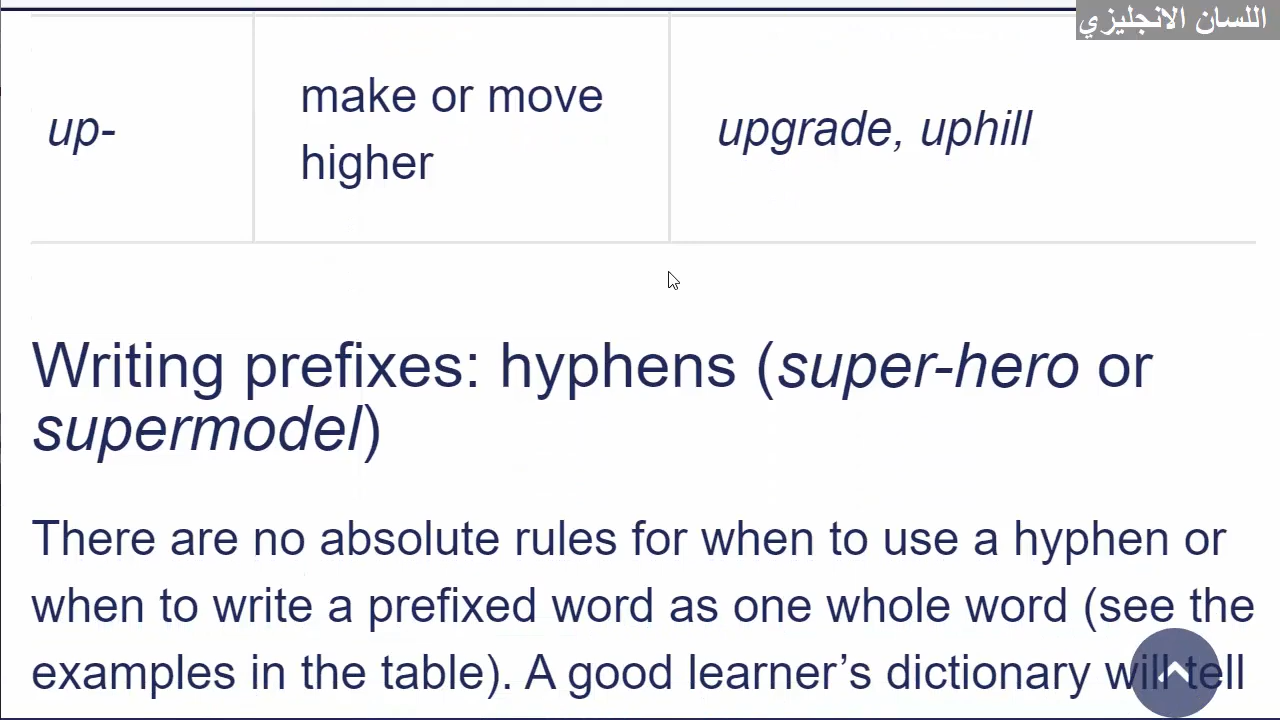 اللسان الانجليزي
up-
make or move
higher
upgrade, uphill
Writing prefixes: hyphens (super-hero or
supermodel)
There are no absolute rules for when to use a hyphen or
when to write a prefixed word as one whole word (see the
examples in the table). A good learner’s dictionary will tell